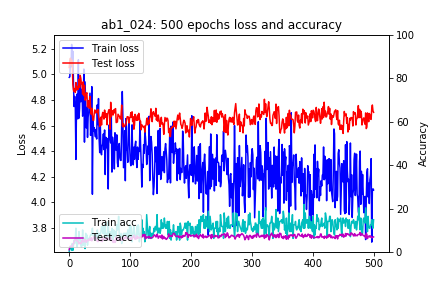 ab1_024: 500 epochs loss and accuracy
Train loss
Test loss
Train acc
Test acc
Loss
5.2
5.0
4.8
4.6
4.4
4.2
4.0
3.8
Accuracy
100
80
60
40
20
0
0 100 200 300 400 500